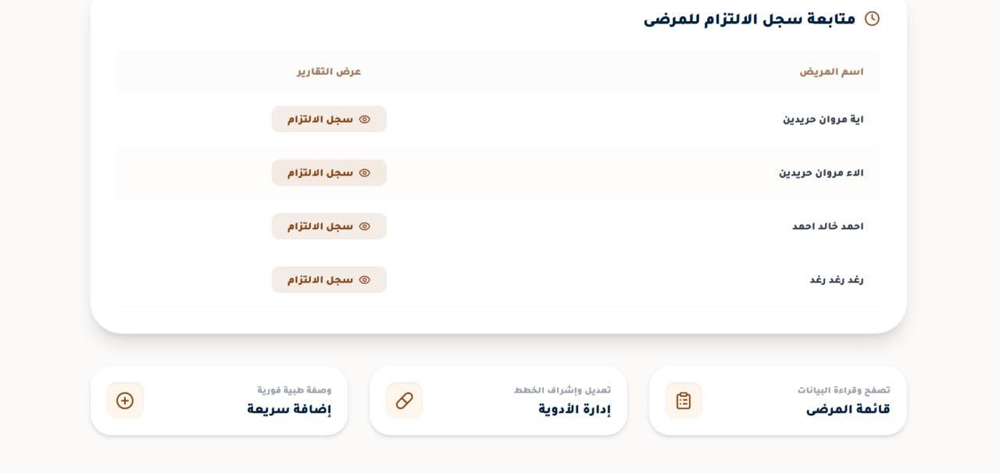 متابعة سجل الالتزام للمرضى
اسم المريض عرض التقارير
اية مروان حريدين سجل الالتزام
الاء مروان حريدين سجل الالتزام
احمد خالد احمد سجل الالتزام
رغد رغد رغد سجل الالتزام
تصفح وقراءة البيانات
قائمة المرضى
تعديل وإشراف الخطط
إدارة الأدوية
وصفة طبية فورية
إضافة سريعة